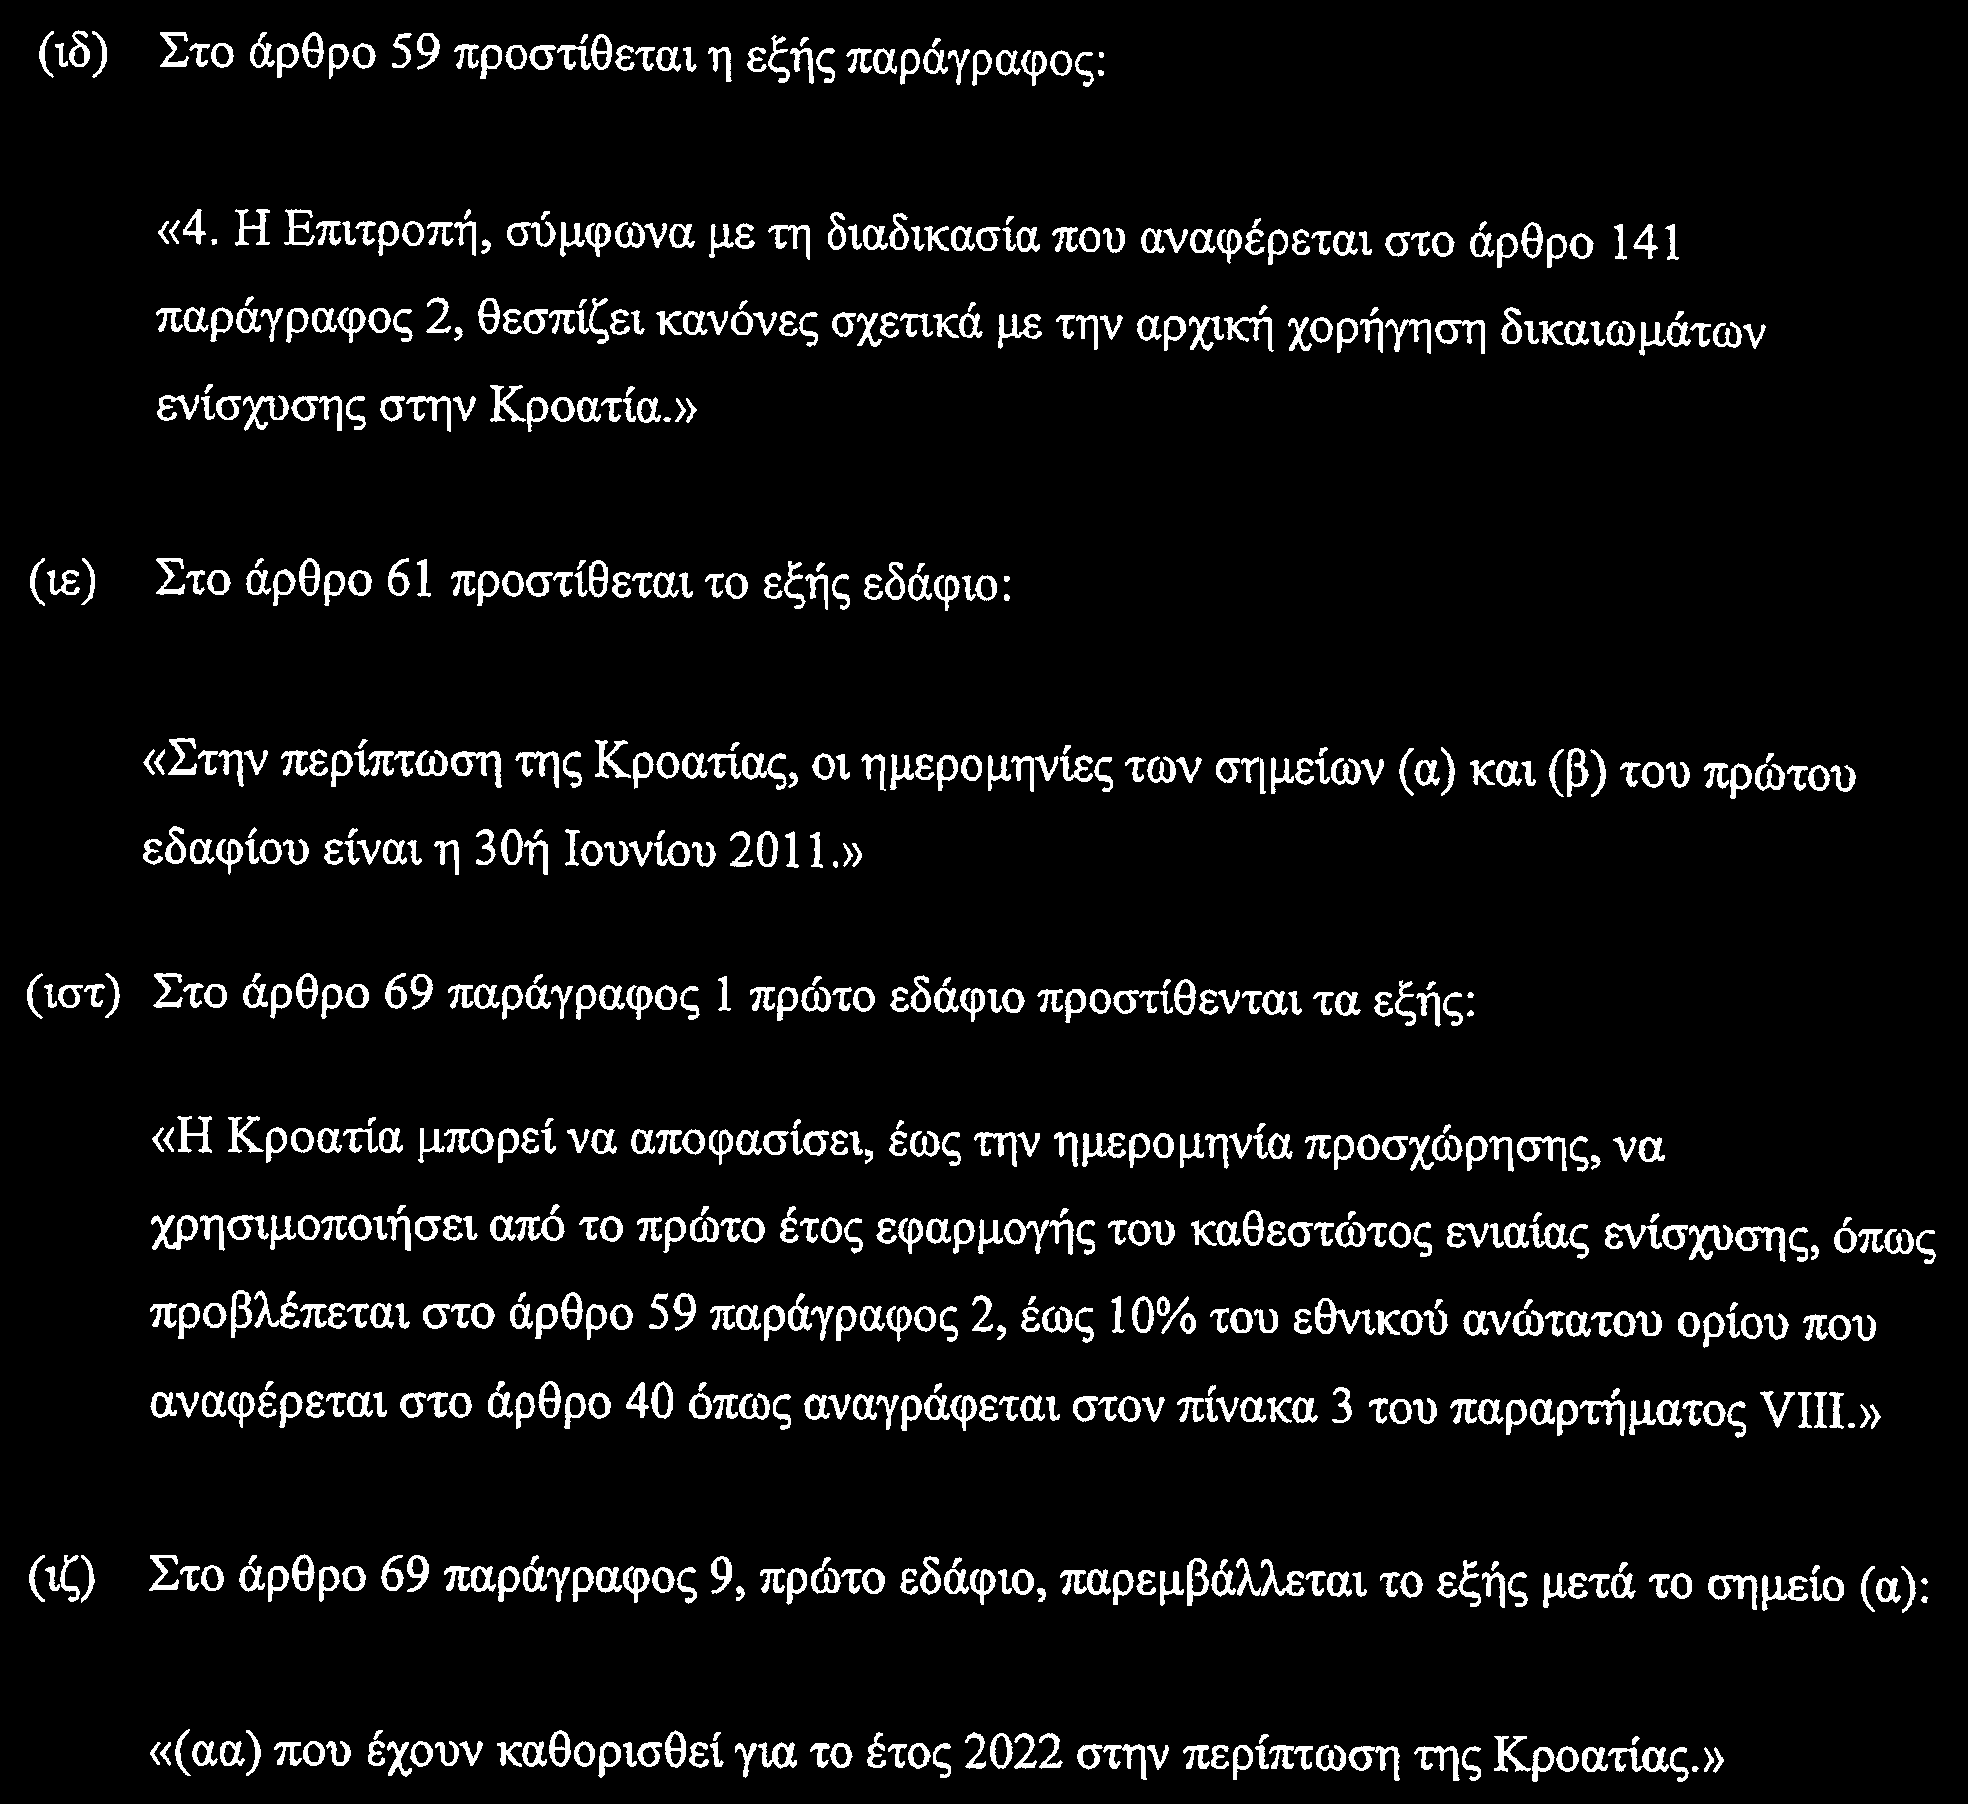 (ιδ) Στο άρθρο 59 προστίθεται η εξής παράγραφος:
«4. Η Επιτροπή, σύμφωνα με τη διαδικασία που αναφέρεται στο άρθρο 141
παράγραφος 2, θεσπίζει κανόνες σχετικά με την αρχική χορήγηση δικαιωμάτων
ενίσχυσης στην Κροατία.»
(ιε) Στο άρθρο 61 προστίθεται το εξής εδάφιο:
«Στην περίπτωση της Κροατίας, οι ημερομηνίες των σημείων (α) και (β) του πρώτου
εδαφίου είναι η 30ή Ιουνίου 2011.»
(ιστ) Στο άρθρο 69 παράγραφος 1 πρώτο εδάφιο προστίθενται τα εξής:
«Η Κροατία μπορεί να αποφασίσει, έως την ημερομηνία προσχώρησης, να
χρησιμοποιήσει από το πρώτο έτος εφαρμογής του καθεστώτος ενιαίας ενίσχυσης, όπως
προβλέπεται στο άρθρο 59 παράγραφος 2, έως 10% του εθνικού ανώτατου ορίου που
αναφέρεται στο άρθρο 40 όπως αναγράφεται στον πίνακα 3 του παραρτήματος VIII.»
(ιζ) Στο άρθρο 69 παράγραφος 9, πρώτο εδάφιο, παρεμβάλλεται το εξής μετά το σημείο (α):
«(αα) που έχουν καθορισθεί για το έτος 2022 στην περίπτωση της Κροατίας.»